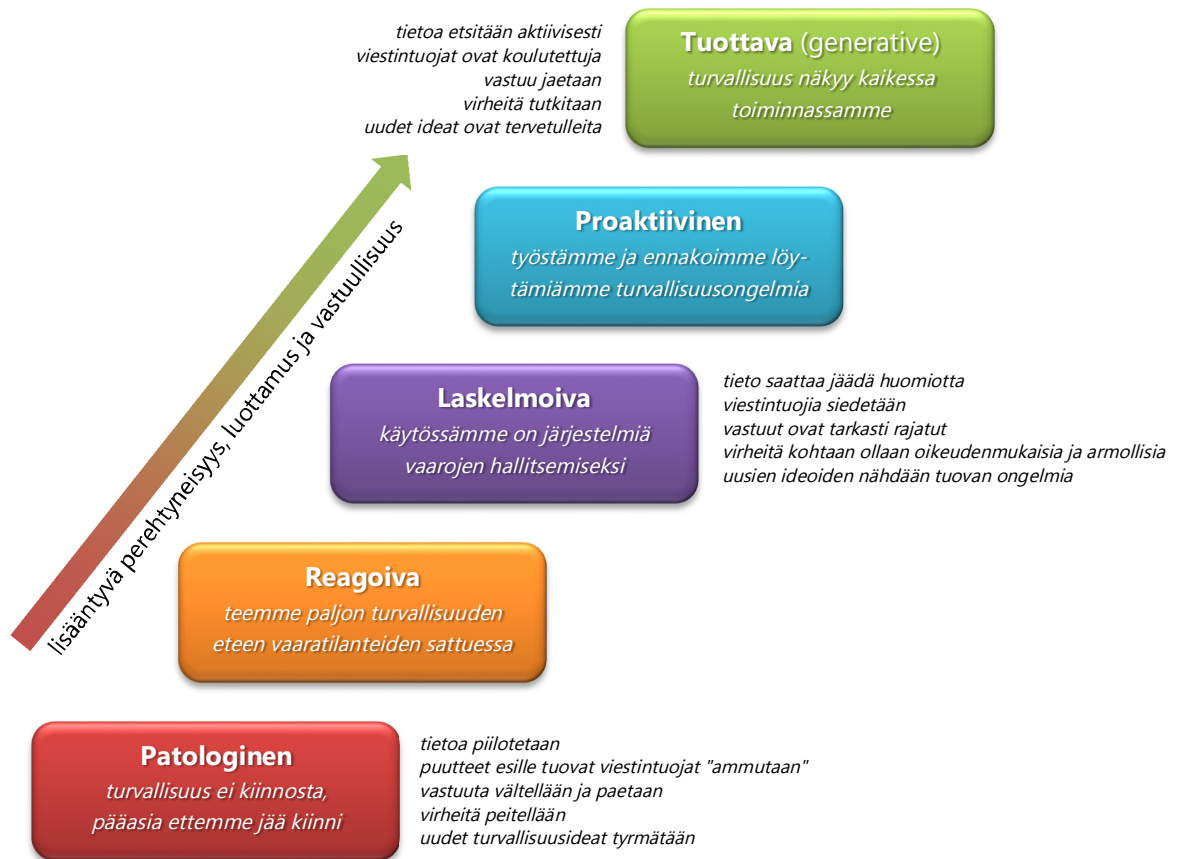 tietoa etsitään aktiivisesti
viestintuojat ovat koulutettuja
vastuu jaetaan
virheitä tutkitaan
uudet ideat ovat tervetulleita
Tuottava (generative)
turvallisuus näkyy kaikessa
toiminnassamme
Proaktiivinen
työstämme ja ennakoimme löy-
tämiämme turvallisuusongelmia
lisääntyvä perehtyneisyys, luottamus ja vastuullisuus
Laskelmoiva
käytössämme on järjestelmiä
vaarojen hallitsemiseksi
tieto saattaa jäädä huomiotta
viestintuojia siedetään
vastuut ovat tarkasti rajatut
virheitä kohtaan ollaan oikeudenmukaisia ja armollisia
uusien ideoiden nähdään tuovan ongelmia
Reagoiva
teemme paljon turvallisuuden
eteen vaaratilanteiden sattuessa
Patologinen
turvallisuus ei kiinnosta,
pääasia ettemme jää kiinni
tietoa piilotetaan
puutteet esille tuovat viestintuojat "ammutaan"
vastuuta vältellään ja paetaan
virheitä peitellään
uudet turvallisuusideat tyrmätään